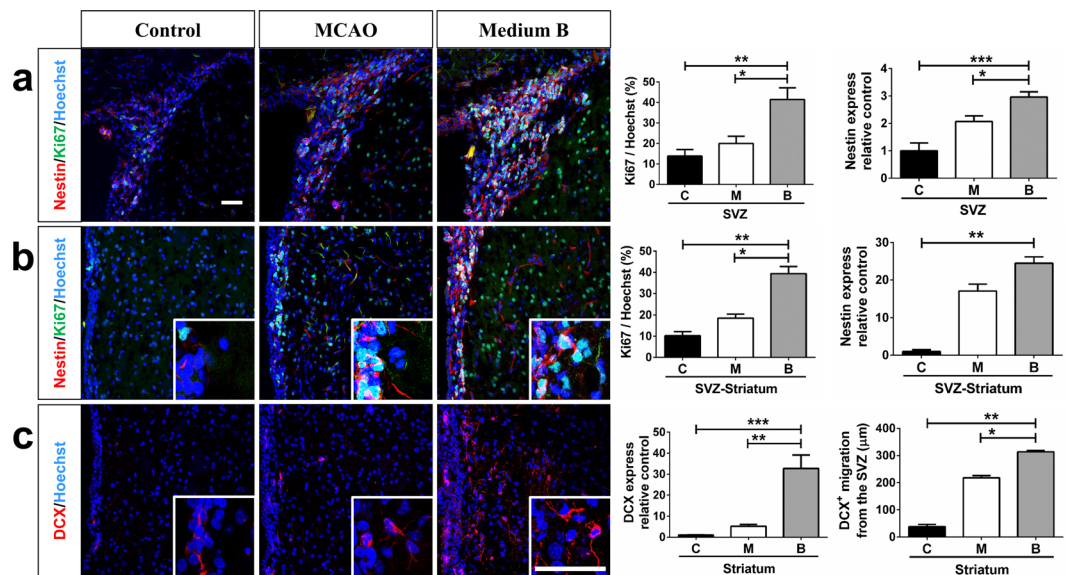 Control
MCAO
Medium B
a
Nestin/Ki67/Hoechst
Ki67 / Hoechst (%)
50
40
30
20
10
0
**
*
C
M
B
SVZ
Nestin express
relative control
4
3
2
1
0
***
*
C
M
B
SVZ
b
Nestin/Ki67/Hoechst
Ki67 / Hoechst (%)
50
40
30
20
10
0
**
*
C
M
B
SVZ-Striatum
Nestin express
relative control
30
20
10
0
**
C
M
B
SVZ-Striatum
c
DCX/Hoechst
DCX express
relative control
50
40
30
20
10
0
***
**
C
M
B
Striatum
DCX+ migration
from the SVZ (μm)
400
300
200
100
0
**
*
C
M
B
Striatum